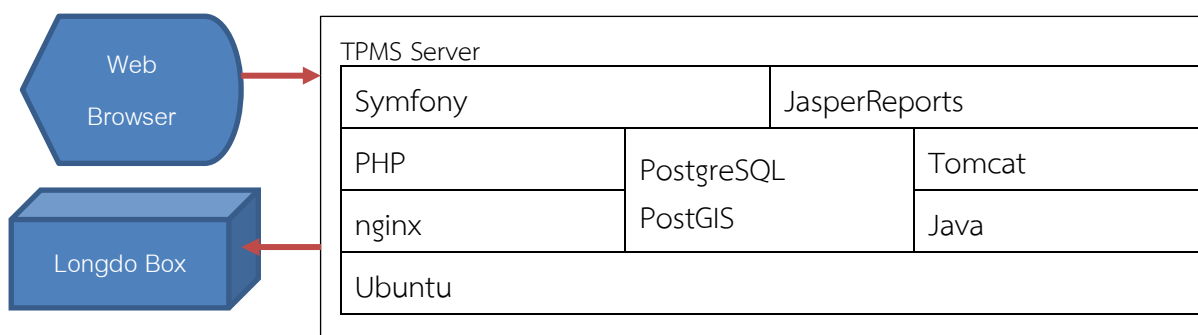 Web
Browser
Longdo Box
TPMS Server
Symfony
JasperReports
PHP
PostgreSQL
PostGIS
Tomcat
nginx
Java
Ubuntu